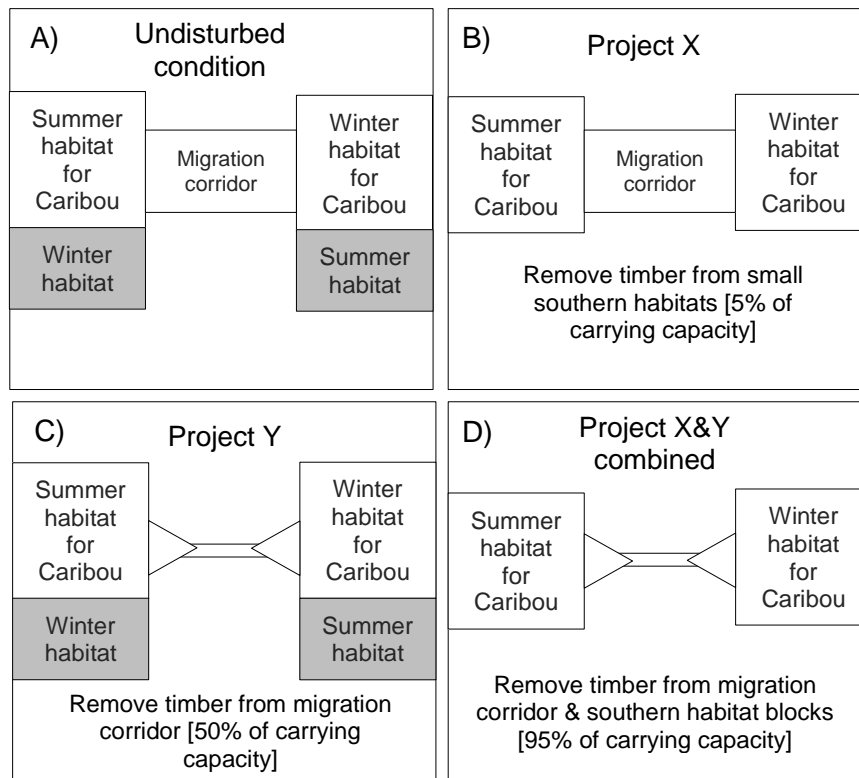 A)
Undisturbed
condition
Summer
habitat
for
Caribou
Migration
corridor
Winter
habitat
for
Caribou
Winter
habitat
Summer
habitat
B)
Project X
Summer
habitat
for
Caribou
Migration
corridor
Winter
habitat
for
Caribou
Remove timber from small
southern habitats [5% of
carrying capacity]
C)
Project Y
Summer
habitat
for
Caribou
Winter
habitat
for
Caribou
Winter
habitat
Summer
habitat
Remove timber from migration
corridor [50% of carrying
capacity]
D)
Project X&Y
combined
Summer
habitat
for
Caribou
Winter
habitat
for
Caribou
Remove timber from migration
corridor & southern habitat blocks
[95% of carrying capacity]